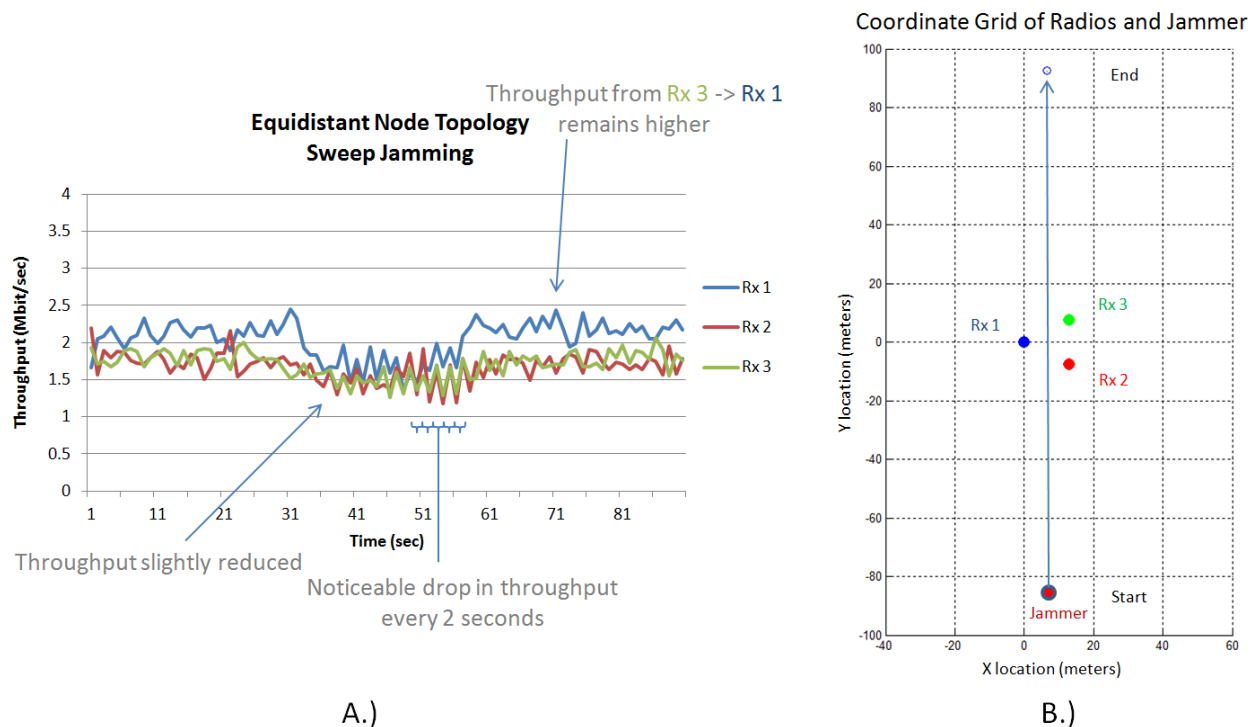 Coordinate Grid of Radios and Jammer
Throughput from Rx 3 -> Rx 1
remains higher
Equidistant Node Topology
Sweep Jamming
Throughput (Mbit/sec)
4
3.5
3
2.5
2
1.5
1
0.5
0
1 11 21 31 41 51 61 71 81
Time (sec)
Rx 1
Rx 2
Rx 3
Throughput slightly reduced
Noticeable drop in throughput
every 2 seconds
A.)
Y location (meters)
100
80
60
40
20
0
-20
-40
-60
-80
-100
-40 -20 0 20 40 60
X location (meters)
End
Rx 3
Rx 1
Rx 2
Start
Jammer
B.)